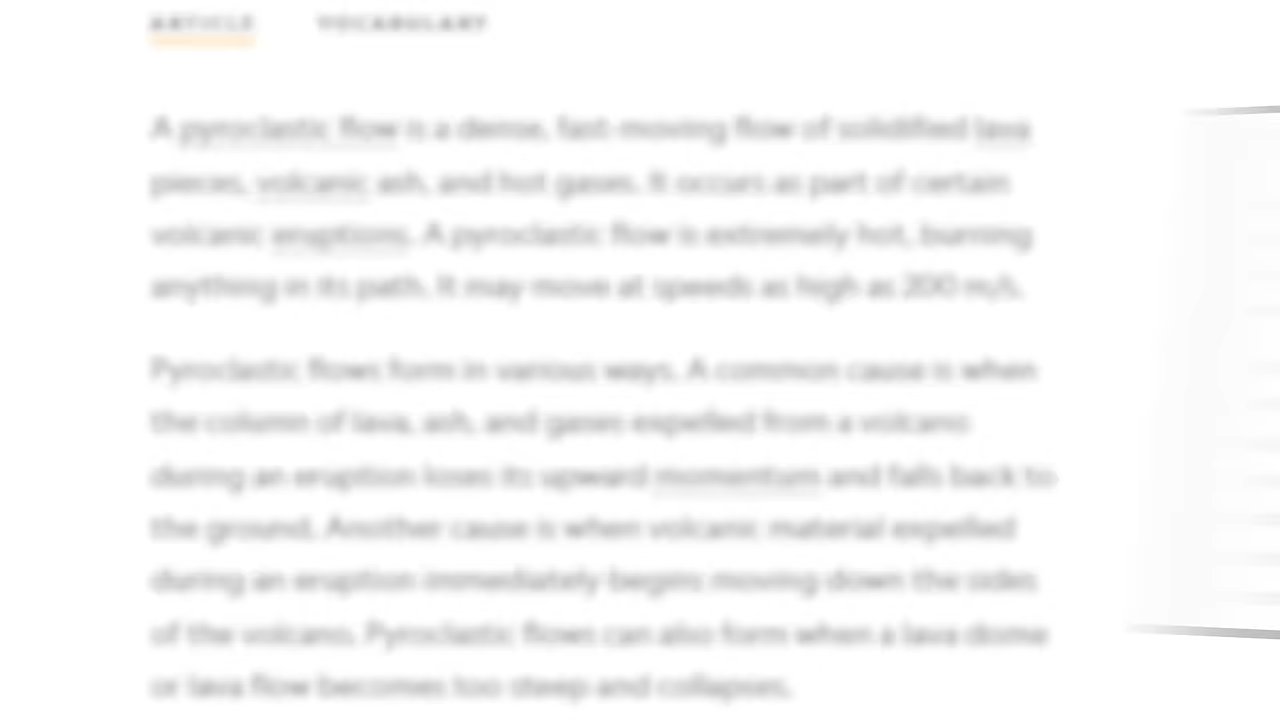 ARTICLE VOCABULARY
A pyroclastic flow is a dense, fast-moving flow of solidified lava
pieces, volcanic ash, and hot gases. It occurs as part of certain
volcanic eruptions. A pyroclastic flow is extremely hot, burning
anything in its path. It may move at speeds as high as 200 m/s.
Pyroclastic flows form in various ways. A common cause is when
the column of lava, ash, and gases expelled from a volcano
during an eruption loses its upward momentum and falls back to
the ground. Another cause is when volcanic material expelled
during an eruption immediately begins moving down the sides
of the volcano. Pyroclastic flows can also form when a lava dome
or lava flow becomes too steep and collapses.